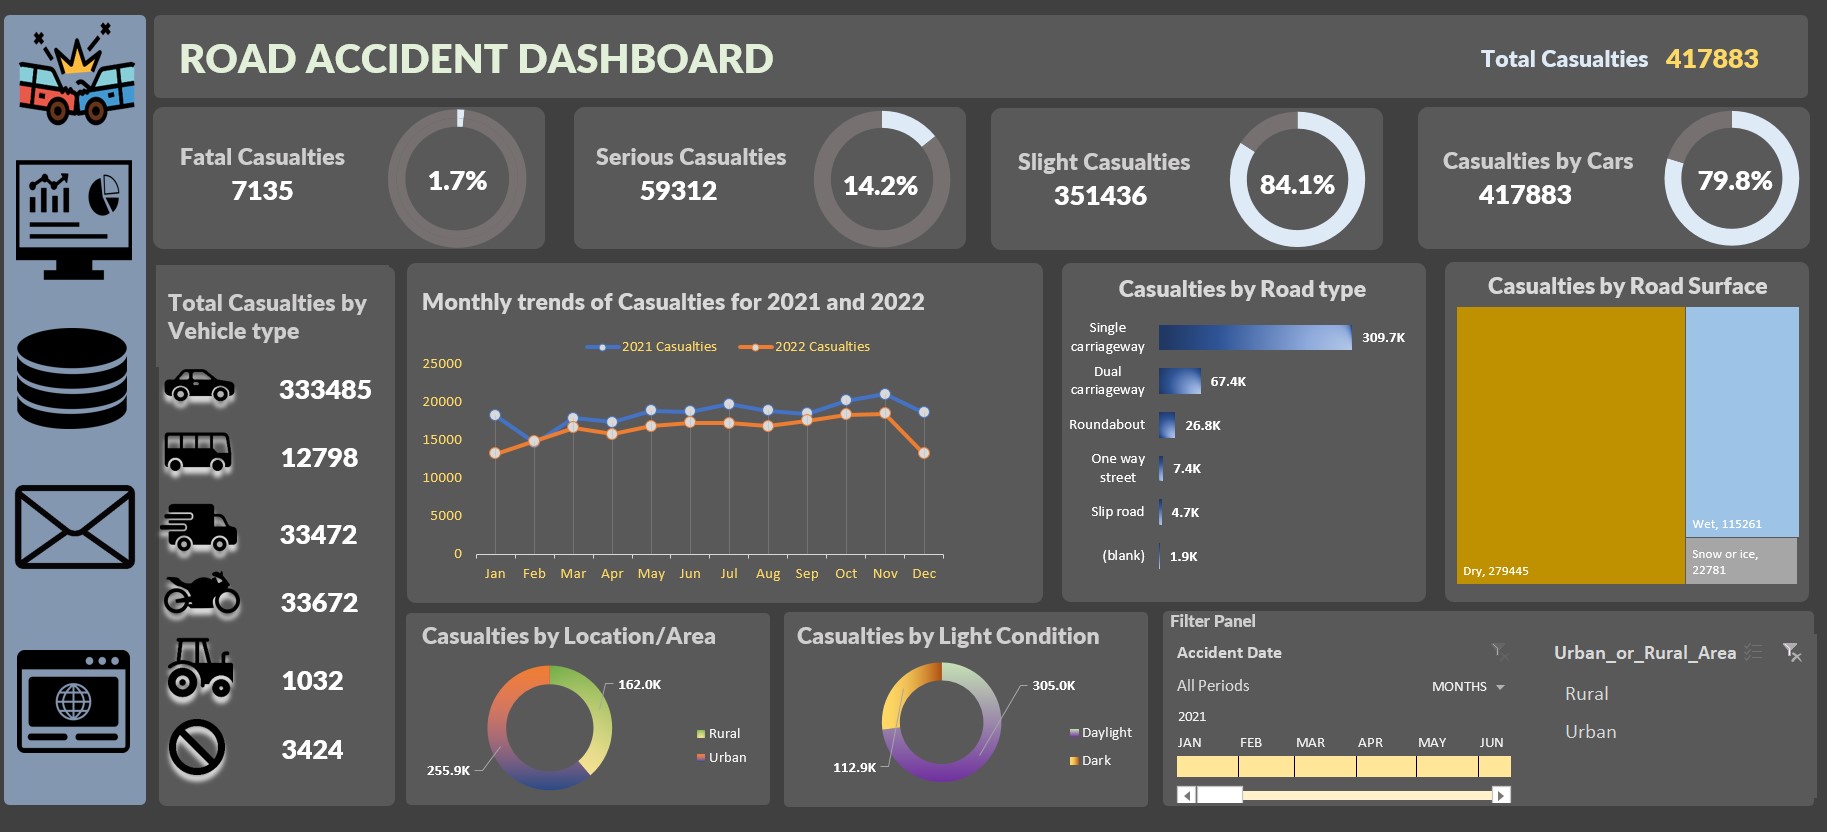 ROAD ACCIDENT DASHBOARD
Total Casualties 417883
Fatal Casualties
7135
1.7%
Serious Casualties
59312
14.2%
Slight Casualties
351436
84.1%
Casualties by Cars
417883
79.8%
Total Casualties by
Vehicle type
333485
12798
33472
33672
1032
3424
Monthly trends of Casualties for 2021 and 2022
2021 Casualties
2022 Casualties
25000
20000
15000
10000
5000
0
Jan Feb Mar Apr May Jun Jul Aug Sep Oct Nov Dec
Casualties by Road type
Single
carriageway
309.7K
Dual
carriageway
67.4K
Roundabout
26.8K
One way
street
7.4K
Slip road
4.7K
(blank)
1.9K
Casualties by Road Surface
Dry, 279445
Wet, 115261
Snow or ice,
22781
Casualties by Location/Area
162.0K
255.9K
Rural
Urban
Casualties by Light Condition
305.0K
112.9K
Daylight
Dark
Filter Panel
Accident Date
All Periods
MONTHS
2021
JAN FEB MAR APR MAY JUN
Urban_or_Rural_Area
Rural
Urban